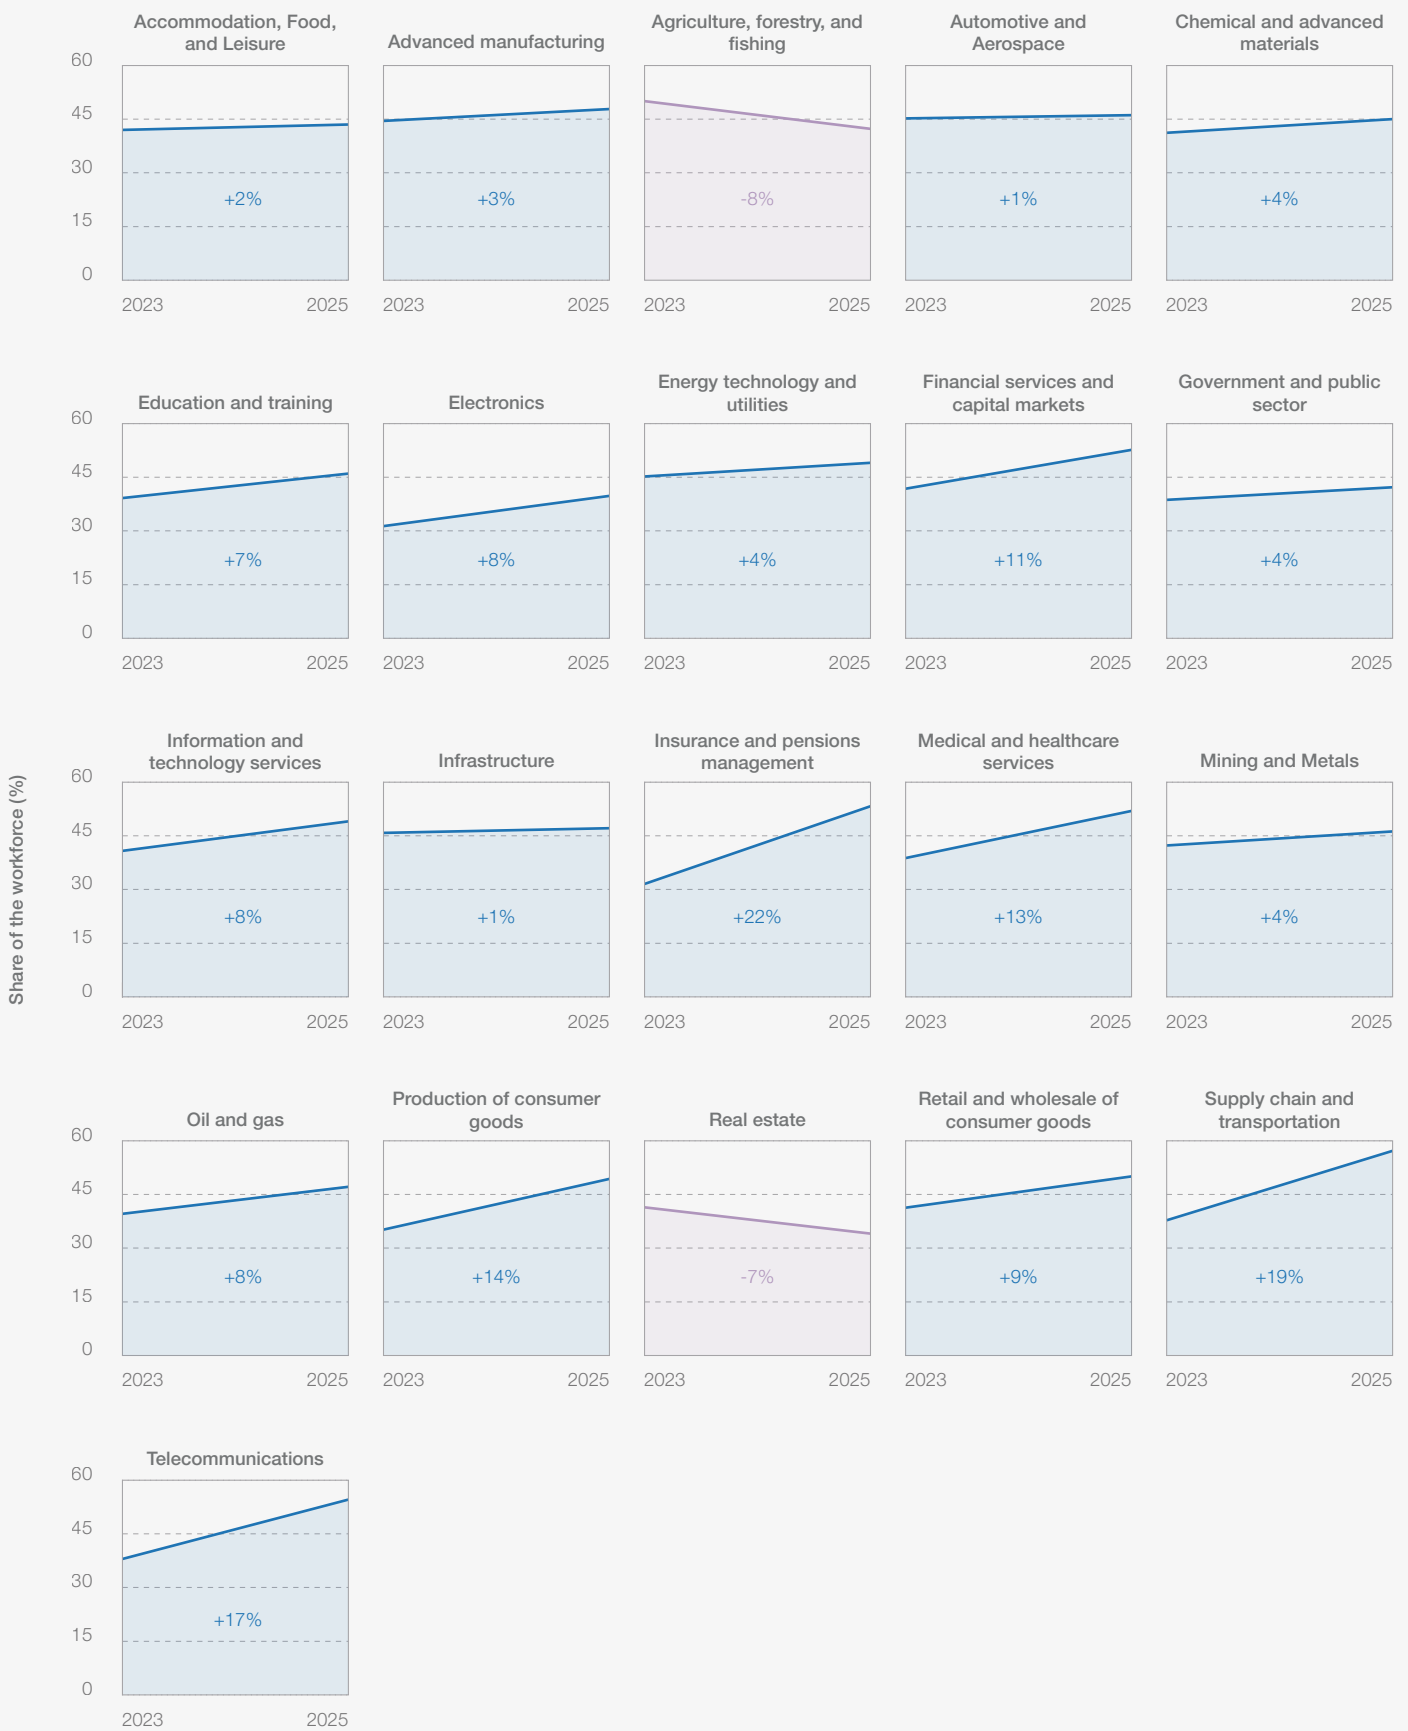 Share of the workforce (%)
Accommodation, Food,
and Leisure
60
45
30
15
0
+2%
2023
2025
Advanced manufacturing
+3%
2023
2025
Agriculture, forestry, and
fishing
-8%
2023
2025
Automotive and
Aerospace
+1%
2023
2025
Chemical and advanced
materials
+4%
2023
2025
Education and training
60
45
30
15
0
+7%
2023
2025
Electronics
+8%
2023
2025
Energy technology and
utilities
+4%
2023
2025
Financial services and
capital markets
+11%
2023
2025
Government and public
sector
+4%
2023
2025
Information and
technology services
60
45
30
15
0
+8%
2023
2025
Infrastructure
+1%
2023
2025
Insurance and pensions
management
+22%
2023
2025
Medical and healthcare
services
+13%
2023
2025
Mining and Metals
+4%
2023
2025
Oil and gas
60
45
30
15
0
+8%
2023
2025
Production of consumer
goods
+14%
2023
2025
Real estate
-7%
2023
2025
Retail and wholesale of
consumer goods
+9%
2023
2025
Supply chain and
transportation
+19%
2023
2025
Telecommunications
60
45
30
15
0
+17%
2023
2025